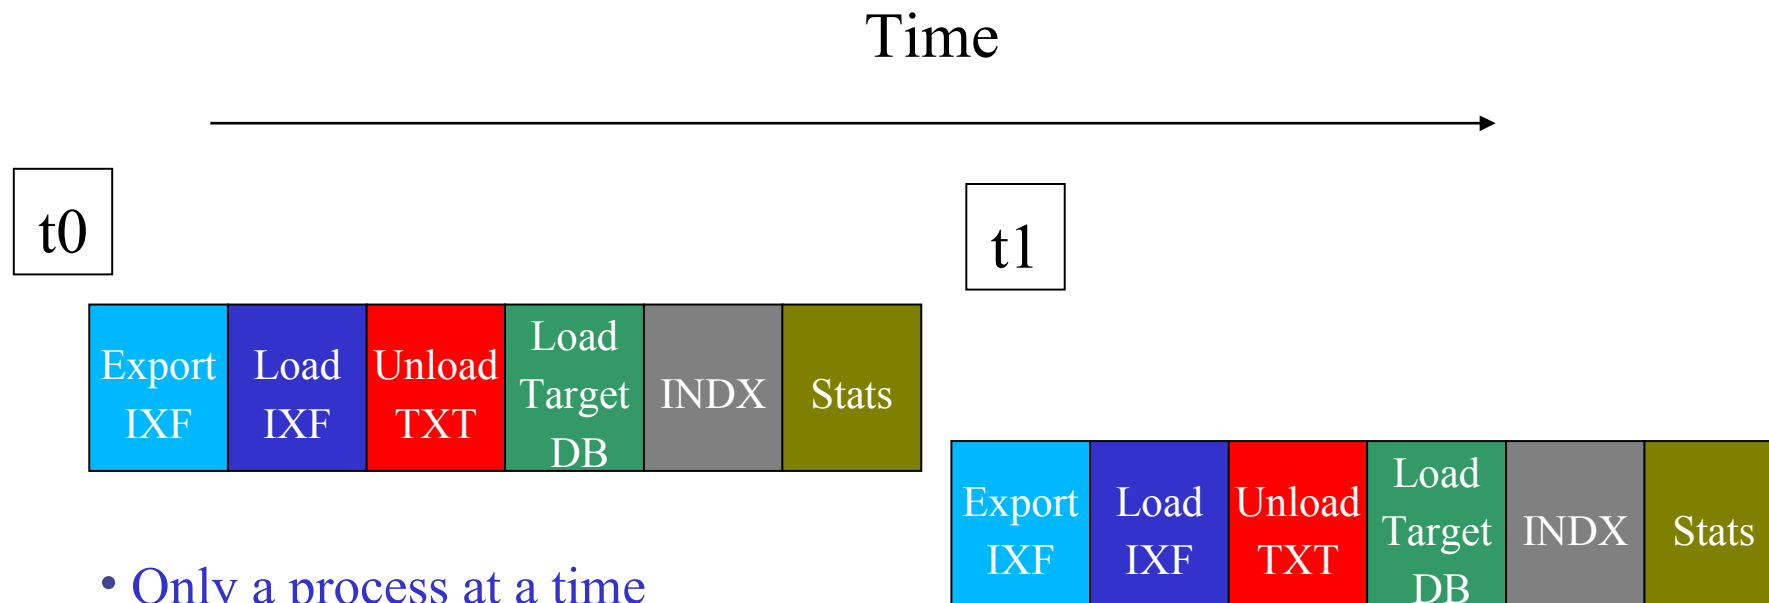 Time
t0
t1
Export
IXF
Load
IXF
Unload
TXT
Load
Target
DB
INDX
Stats
Export
IXF
Load
IXF
Unload
TXT
Load
Target
DB
INDX
Stats
• Only a process at a time